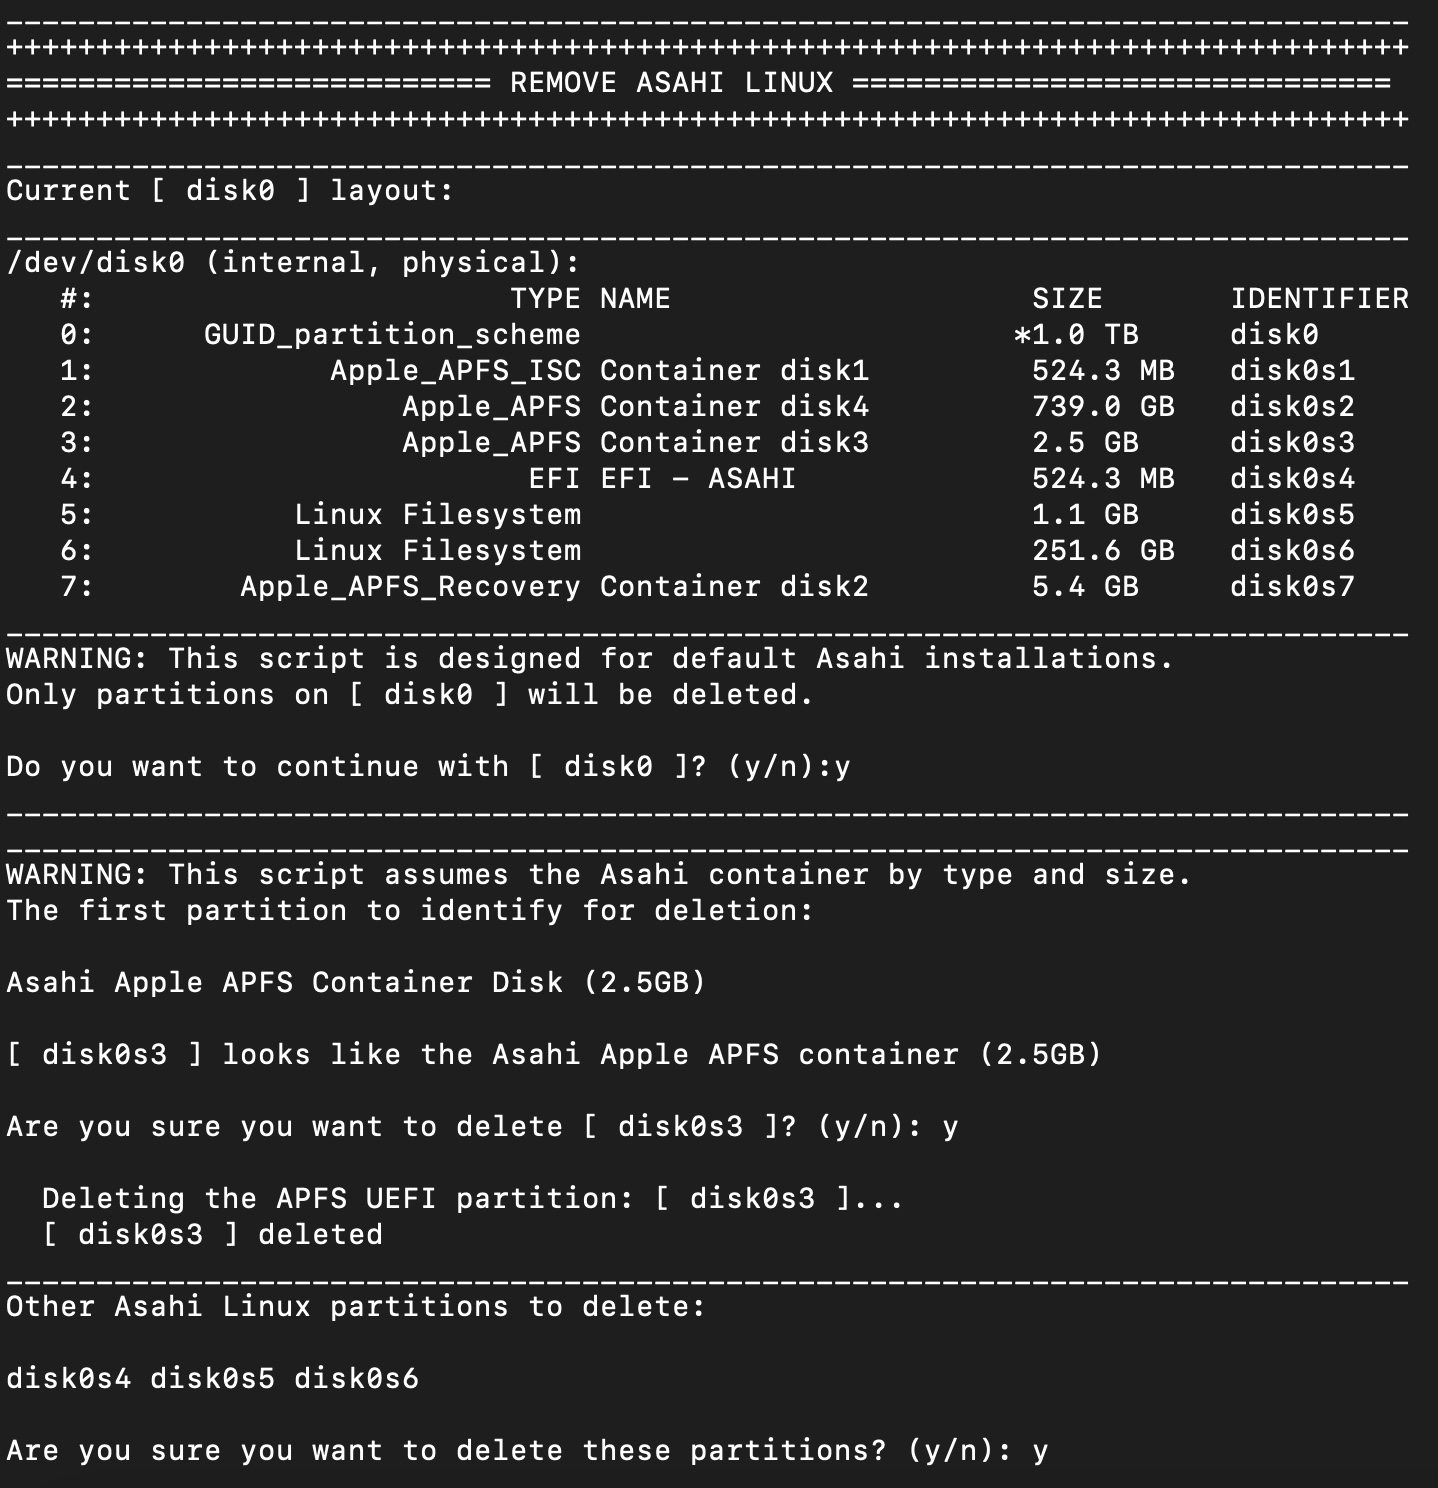 ______________________________________________________________________________
++++++++++++++++++++++++++++++++++++++++++++++++++++++++++++++++++++++++++++++
=========================== REMOVE ASAHI LINUX ==============================
++++++++++++++++++++++++++++++++++++++++++++++++++++++++++++++++++++++++++++++
______________________________________________________________________________
Current [ disk0 ] layout:
______________________________________________________________________________
/dev/disk0 (internal, physical):
   #:                       TYPE NAME                    SIZE       IDENTIFIER
   0:      GUID_partition_scheme                        *1.0 TB     disk0
   1:             Apple_APFS_ISC Container disk1         524.3 MB   disk0s1
   2:                 Apple_APFS Container disk4         739.0 GB   disk0s2
   3:                 Apple_APFS Container disk3         2.5 GB     disk0s3
   4:                        EFI EFI - ASAHI             524.3 MB   disk0s4
   5:           Linux Filesystem                         1.1 GB     disk0s5
   6:           Linux Filesystem                         251.6 GB   disk0s6
   7:        Apple_APFS_Recovery Container disk2         5.4 GB     disk0s7
______________________________________________________________________________
WARNING: This script is designed for default Asahi installations.
Only partitions on [ disk0 ] will be deleted.

Do you want to continue with [ disk0 ]? (y/n):y
------------------------------------------------------------------------------
______________________________________________________________________________
WARNING: This script assumes the Asahi container by type and size.
The first partition to identify for deletion:

Asahi Apple APFS Container Disk (2.5GB)

[ disk0s3 ] looks like the Asahi Apple APFS container (2.5GB)

Are you sure you want to delete [ disk0s3 ]? (y/n): y

  Deleting the APFS UEFI partition: [ disk0s3 ]...
  [ disk0s3 ] deleted
______________________________________________________________________________
Other Asahi Linux partitions to delete:

disk0s4 disk0s5 disk0s6

Are you sure you want to delete these partitions? (y/n): y